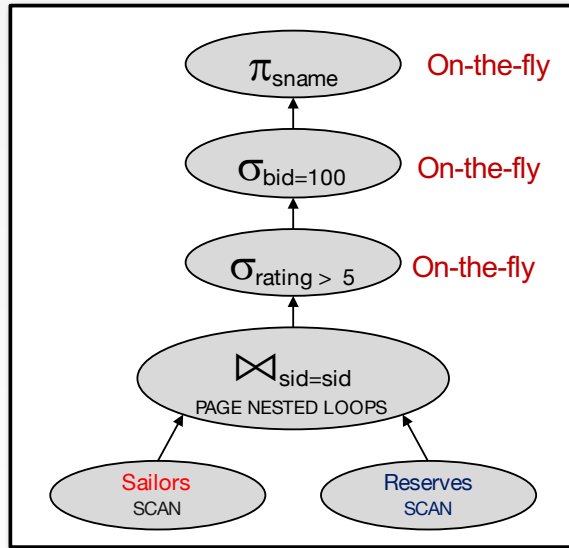 πsname On-the-fly
σbid=100 On-the-fly
σrating > 5 On-the-fly
⋈sid=sid
PAGE NESTED LOOPS
Sailors Reserves
SCAN SCAN